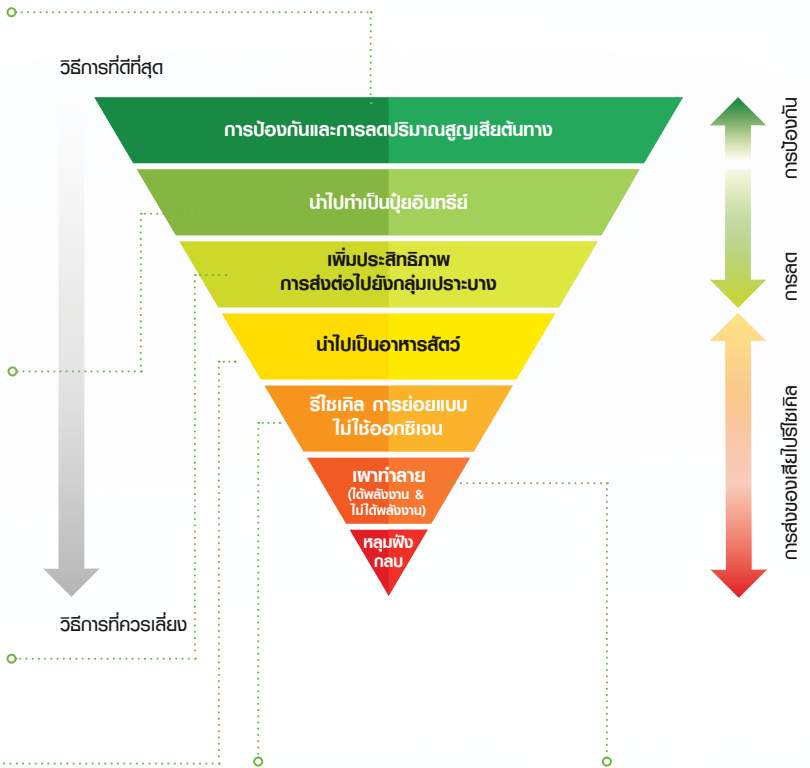 วิธีการที่ดีที่สุด
การป้องกันและการลดปริมาณสูญเสียต้นทาง
นำไปทำเป็นปุ๋ยอินทรีย์
เพิ่มประสิทธิภาพ
การส่งต่อไปยังกลุ่มเปราะบาง
นำไปเป็นอาหารสัตว์
รีไซเคิล การย่อยแบบ
ไม่ใช้ออกซิเจน
เผาทำลาย
(ได้พลังงาน &
ไม่ได้พลังงาน)
หลุมฝัง
กลบ
วิธีการที่ควรเลี่ยง
การป้องกัน
การลด
การส่งของเสียไปรีไซเคิล